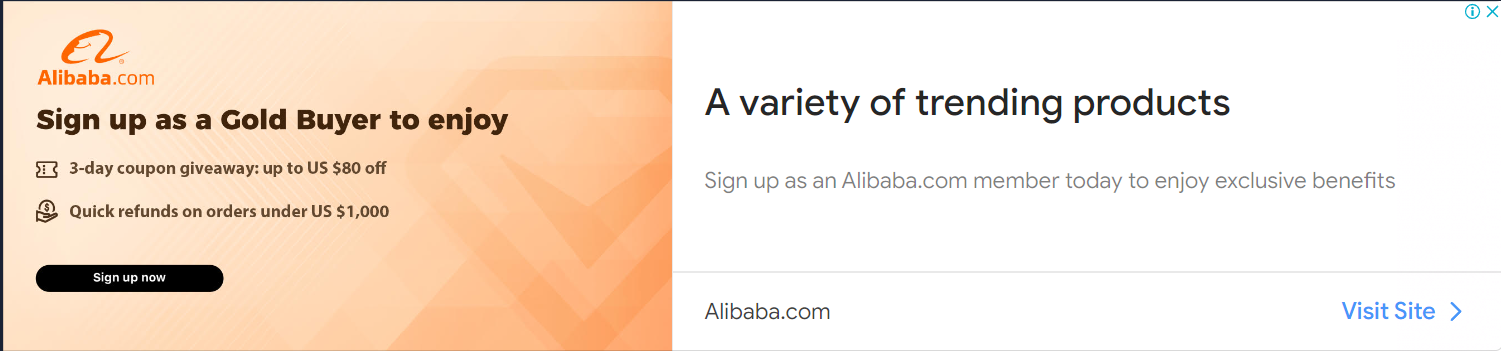 Alibaba.com
Sign up as a Gold Buyer to enjoy
3-day coupon giveaway: up to US $80 off
Quick refunds on orders under US $1,000
Sign up now
A variety of trending products
Sign up as an Alibaba.com member today to enjoy exclusive benefits
Alibaba.com
Visit Site